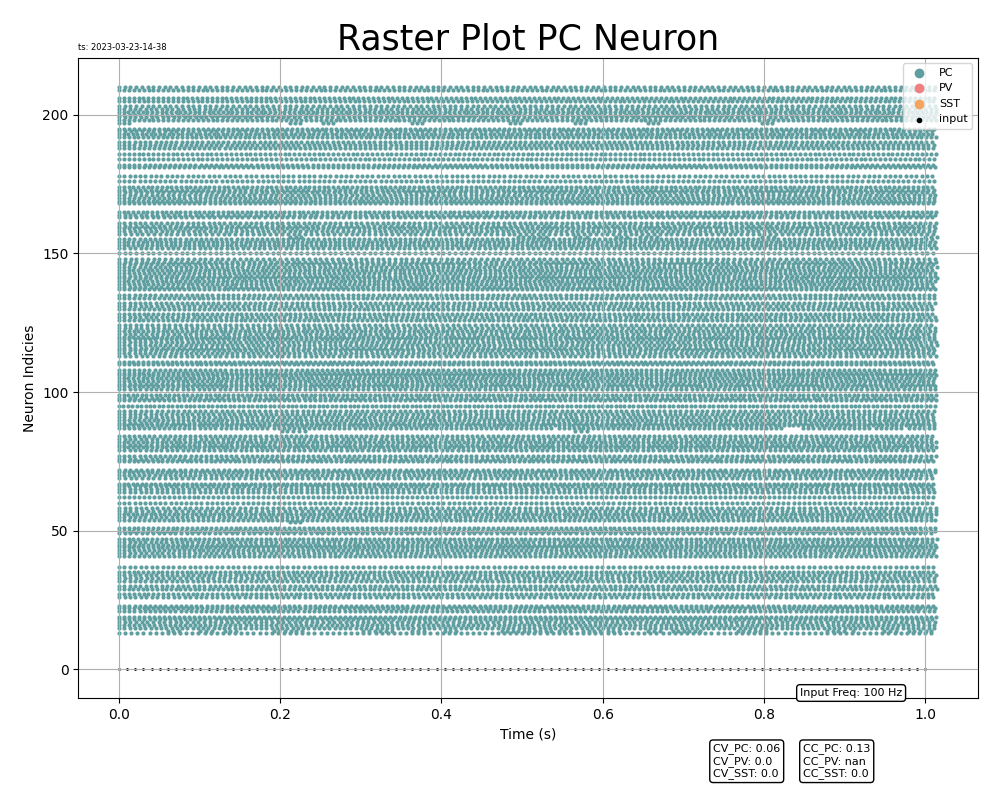 Raster Plot PC Neuron
ts: 2023-03-23-14-38
PC
PV
SST
input
200
150
100
50
0
Neuron Indicies
0.0 0.2 0.4 0.6 0.8 1.0
Time (s)
Input Freq: 100 Hz
CV_PC: 0.06
CV_PV: 0.0
CV_SST: 0.0
CC_PC: 0.13
CC_PV: nan
CC_SST: 0.0